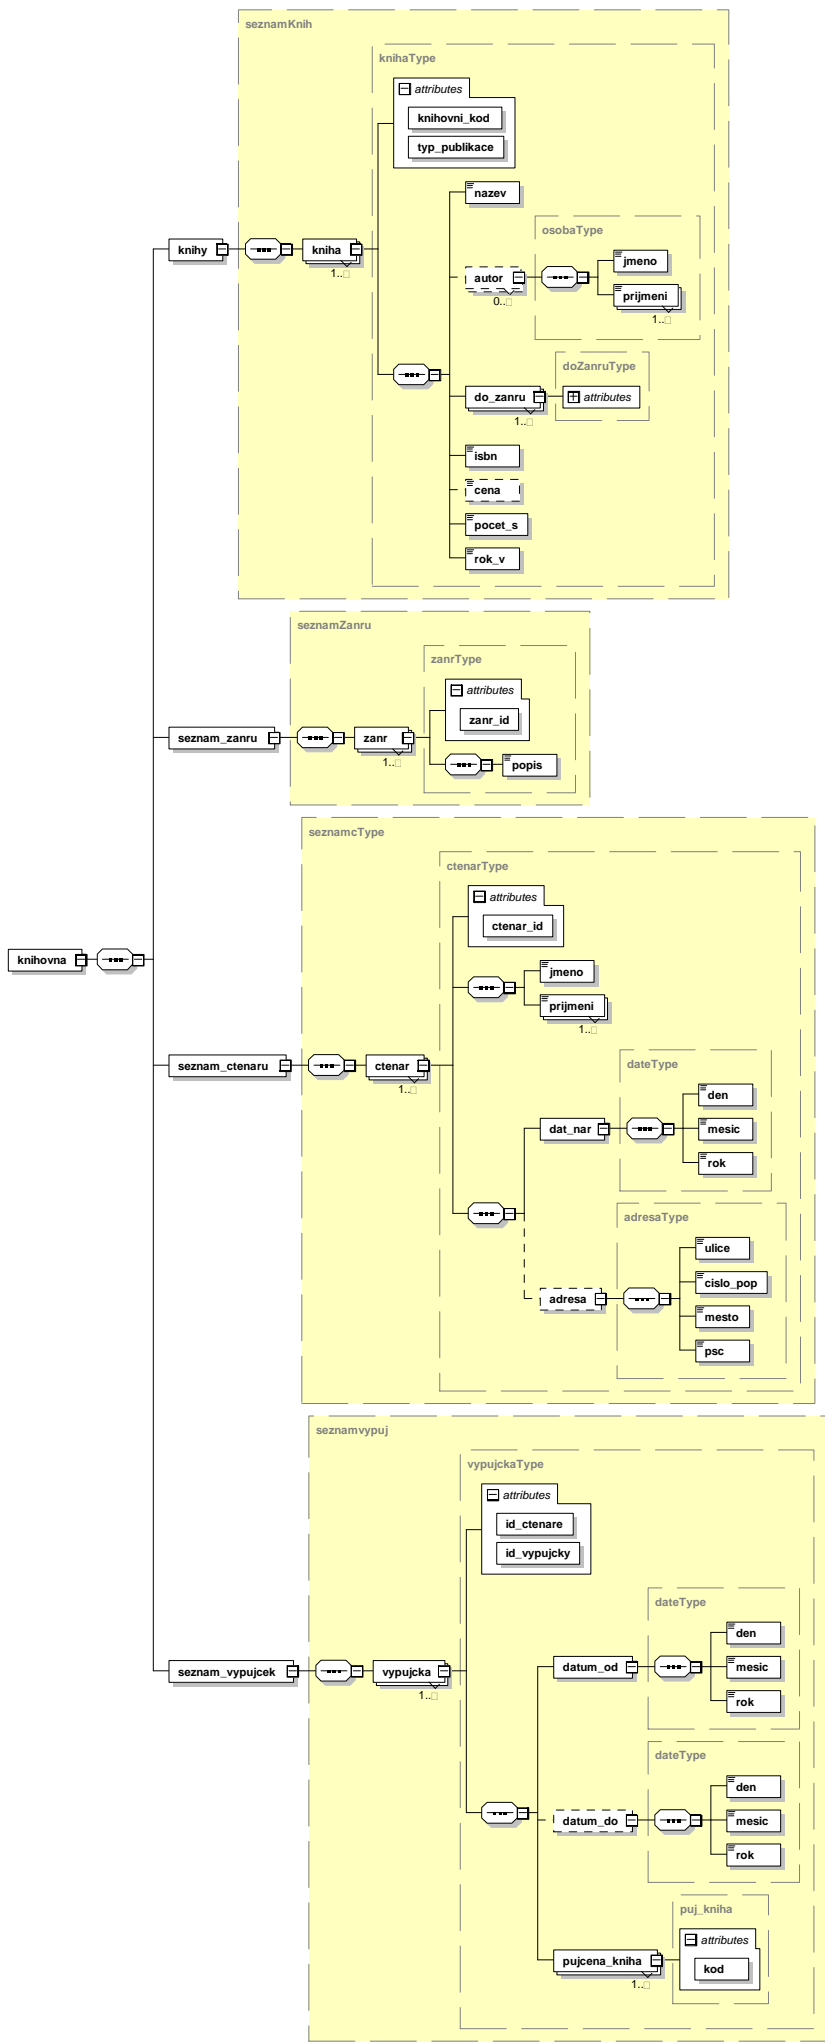 seznamKnih
knihaType
attributes
knihovni_kod
typ_publikace
nazev
osobaType
knihy
kniha
1..□
jmeno
autor
0..□
prijmeni
1..□
doZanruType
do_zanru
1..□
attributes
isbn
cena
pocet_s
rok_v
seznamZanru
zanrType
attributes
zanr_id
seznam_zanru
zanr
1..□
popis
seznamcType
ctenarType
attributes
ctenar_id
knihovna
jmeno
prijmeni
1..□
seznam_ctenaru
ctenar
1..□
dateType
den
dat_nar
mesic
rok
adresaType
ulice
cislo_pop
adresa
mesto
psc
seznamvypuj
vypujckaType
attributes
id_ctenare
id_vypujcky
dateType
den
seznam_vypujcek
vypujcka
1..□
datum_od
mesic
rok
dateType
den
datum_do
mesic
rok
puj_kniha
attributes
pujcena_kniha
1..□
kod